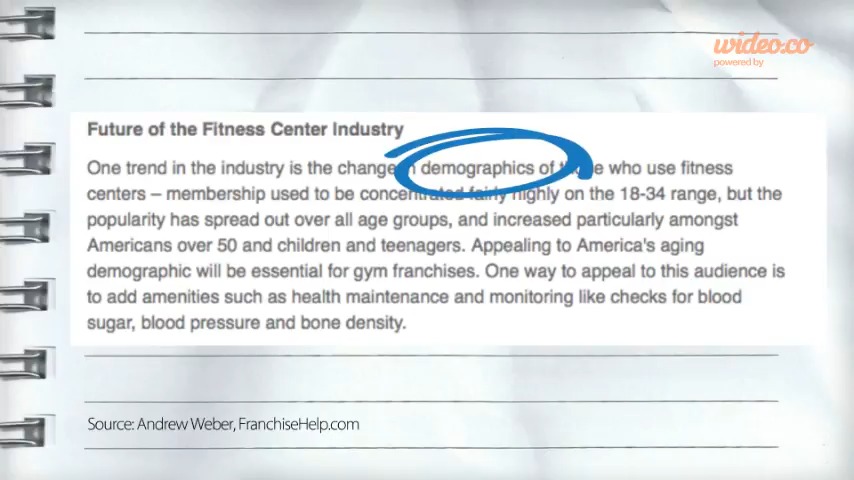 wideo.co
powered by
Future of the Fitness Center Industry
One trend in the industry is the change in demographics of those who use fitness
centers – membership used to be concentrated fairly highly on the 18-34 range, but the
popularity has spread out over all age groups, and increased particularly amongst
Americans over 50 and children and teenagers. Appealing to America's aging
demographic will be essential for gym franchises. One way to appeal to this audience is
to add amenities such as health maintenance and monitoring like checks for blood
sugar, blood pressure and bone density.
Source: Andrew Weber, FranchiseHelp.com